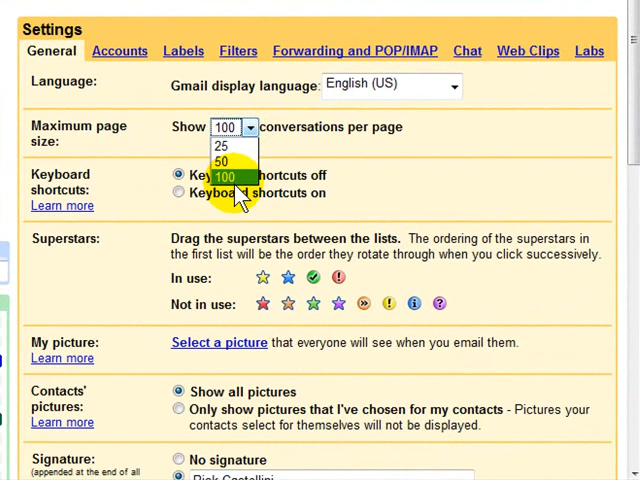 Settings
General Accounts Labels Filters Forwarding and POP/IMAP Chat Web Clips Labs
Language: Gmail display language: English (US)
Maximum page size: Show 100 conversations per page
25
50
100
Keyboard shortcuts: Key hortcuts off
Keyboa d shortcuts on
Learn more
Superstars: Drag the superstars between the lists. The ordering of the superstars in
the first list will be the order they rotate through when you click successively.
In use:
Not in use:
My picture: Select a picture that everyone will see when you email them.
Learn more
Contacts' pictures: Show all pictures
Only show pictures that I've chosen for my contacts - Pictures your
contacts select for themselves will not be displayed.
Learn more
Signature: No signature
(appended at the end of all
Rick Castellini